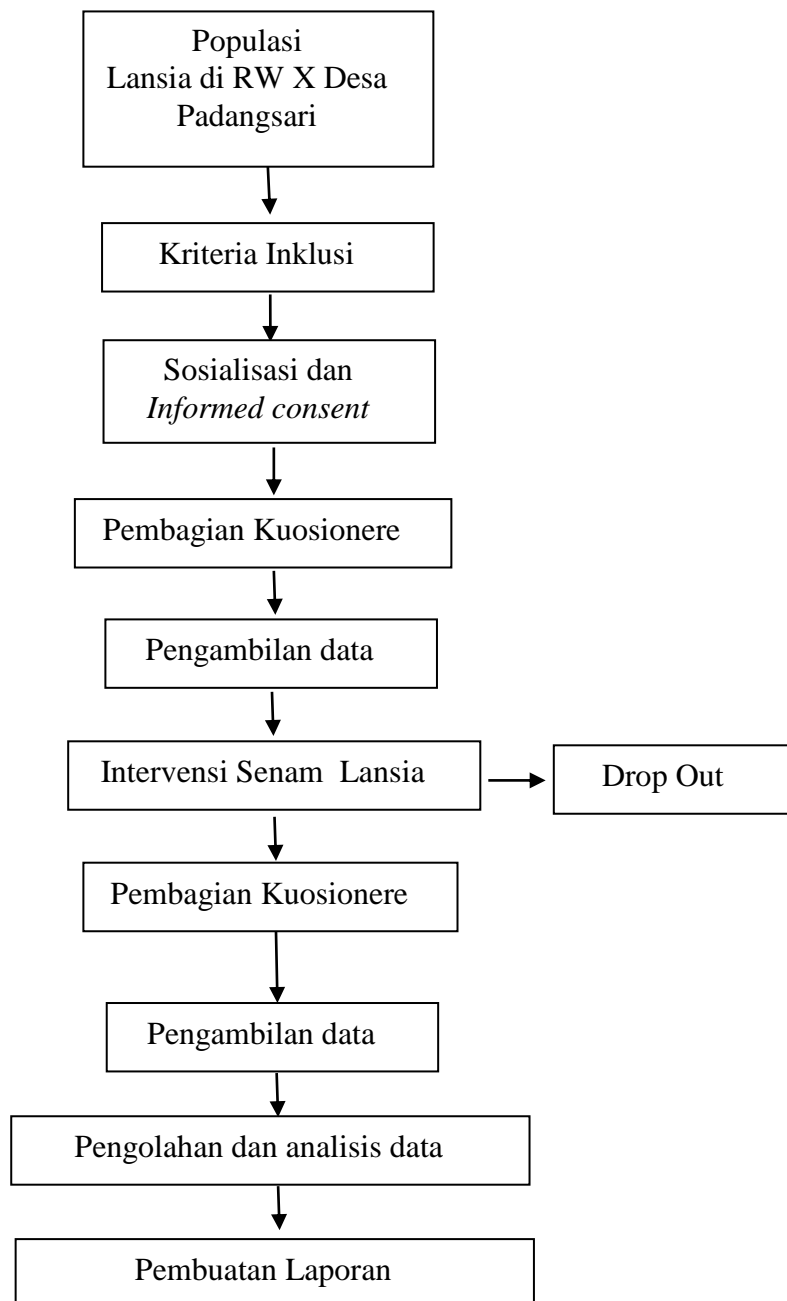 Populasi
Lansia di RW X Desa
Padangsari
Kriteria Inklusi
Sosialisasi dan
Informed consent
Pembagian Kuosionere
Pengambilan data
Intervensi Senam Lansia
Drop Out
Pembagian Kuosionere
Pengambilan data
Pengolahan dan analisis data
Pembuatan Laporan